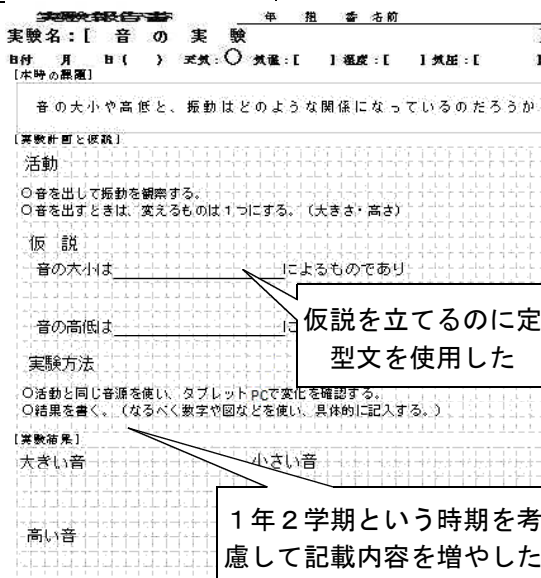 実験報告書　年　組　番 名前
実験名：[ 音 の 実 験 ]
日付　月　日（　）　天気：○ 気温：[　] 湿度：[　] 気圧：[　]
[本時の課題]
音の大小や高低と、振動はどのような関係になっているのだろうか
[実験計画と仮説]
活動
○音を出して振動を観察する。
○音を出すときは、変えるものは１つにする。（大きさ・高さ）
仮 説
音の大小は＿＿＿＿＿によるものであり
音の高低は＿＿＿＿＿に
仮説を立てるのに定
型文を使用した
実験方法
○活動と同じ音源を使い、タブレットPCで変化を確認する。
○結果を書く。（なるべく数字や図などを使い、具体的に記入する。）
[実験結果]
大きい音　小さい音
高い音
１年２学期という時期を考
慮して記載内容を増やした